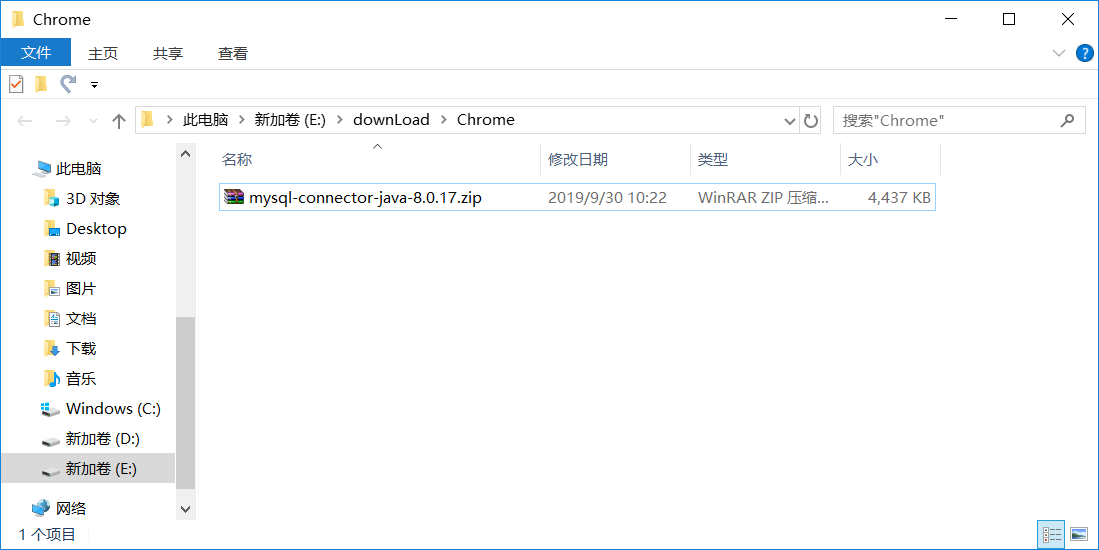 Chrome
文件 主页 共享 查看
此电脑 新加卷 (E:) downLoad Chrome 搜索"Chrome"
名称 修改日期 类型 大小
mysql-connector-java-8.0.17.zip 2019/9/30 10:22 WinRAR ZIP 压缩... 4,437 KB
此电脑
3D 对象
Desktop
视频
图片
文档
下载
音乐
Windows (C:)
新加卷 (D:)
新加卷 (E:)
网络
1 个项目